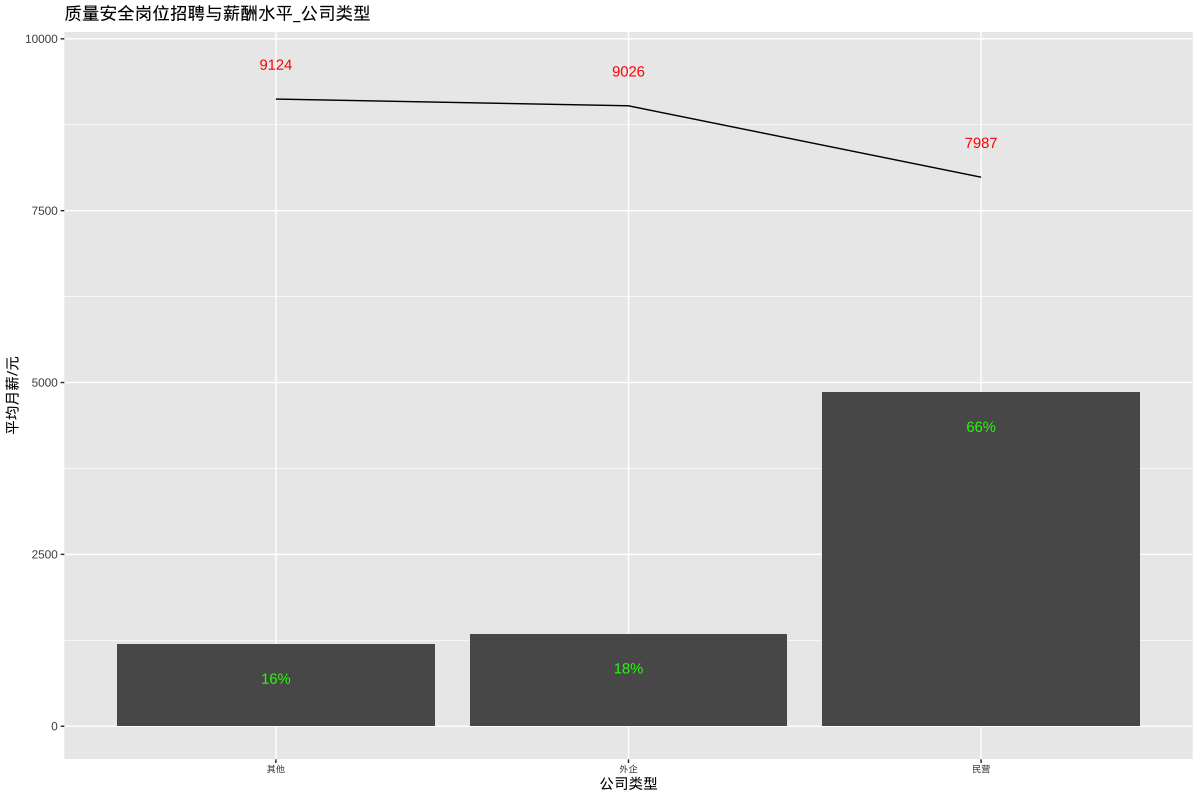 质量安全岗位招聘与薪酬水平_公司类型
10000
7500
5000
2500
0
平均月薪/元
9124
9026
7987
16%
18%
66%
其他
外企
民营
公司类型